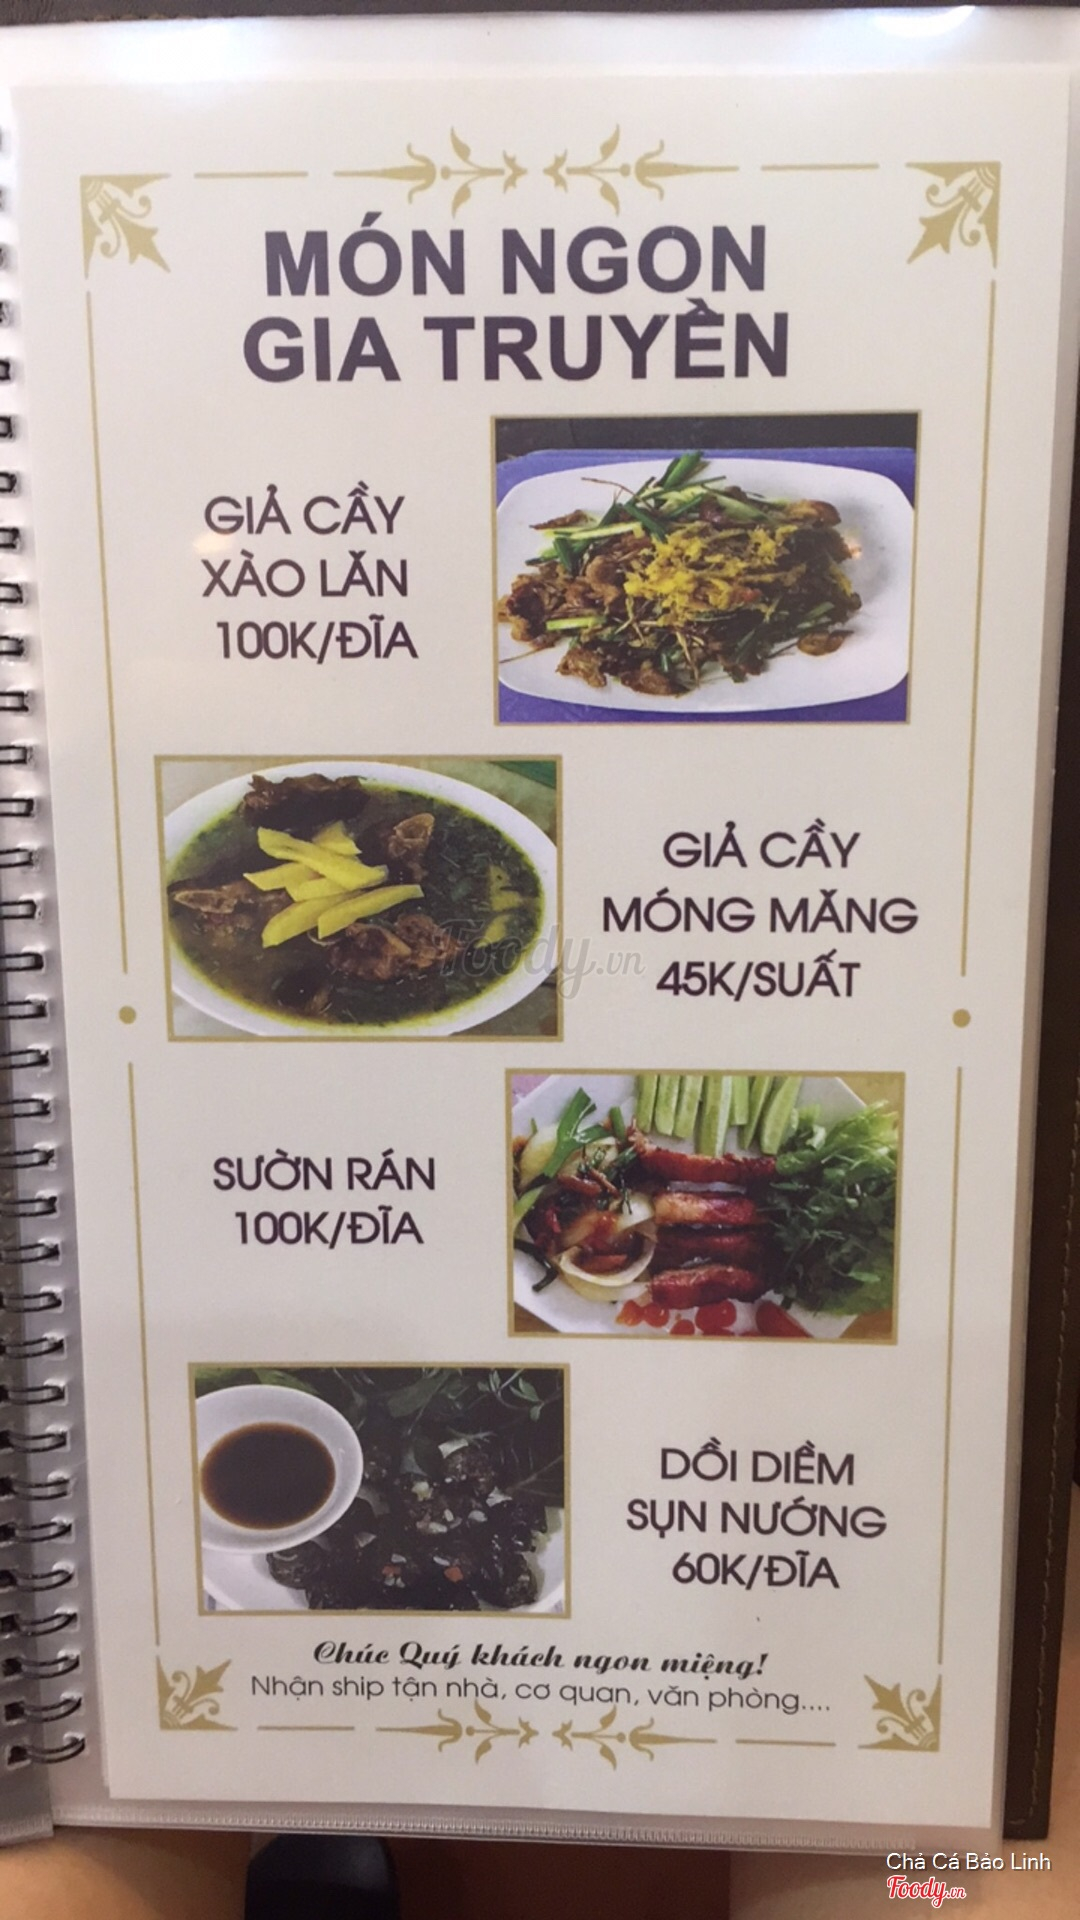 MÓN NGON
GIA TRUYỀN
GIẢ CẦY
XÀO LĂN
100K/ĐĨA
GIẢ CẦY
MÓNG MĂNG
45K/SUẤT
Foody.vn
SƯỜN RÁN
100K/ĐĨA
DỒI DIỀM
SỤN NƯỚNG
60K/ĐĨA
Chúc Quý khách ngon miệng!
Nhận ship tận nhà, cơ quan, văn phòng....
Chả Cá Bảo Linh
Foody.vn